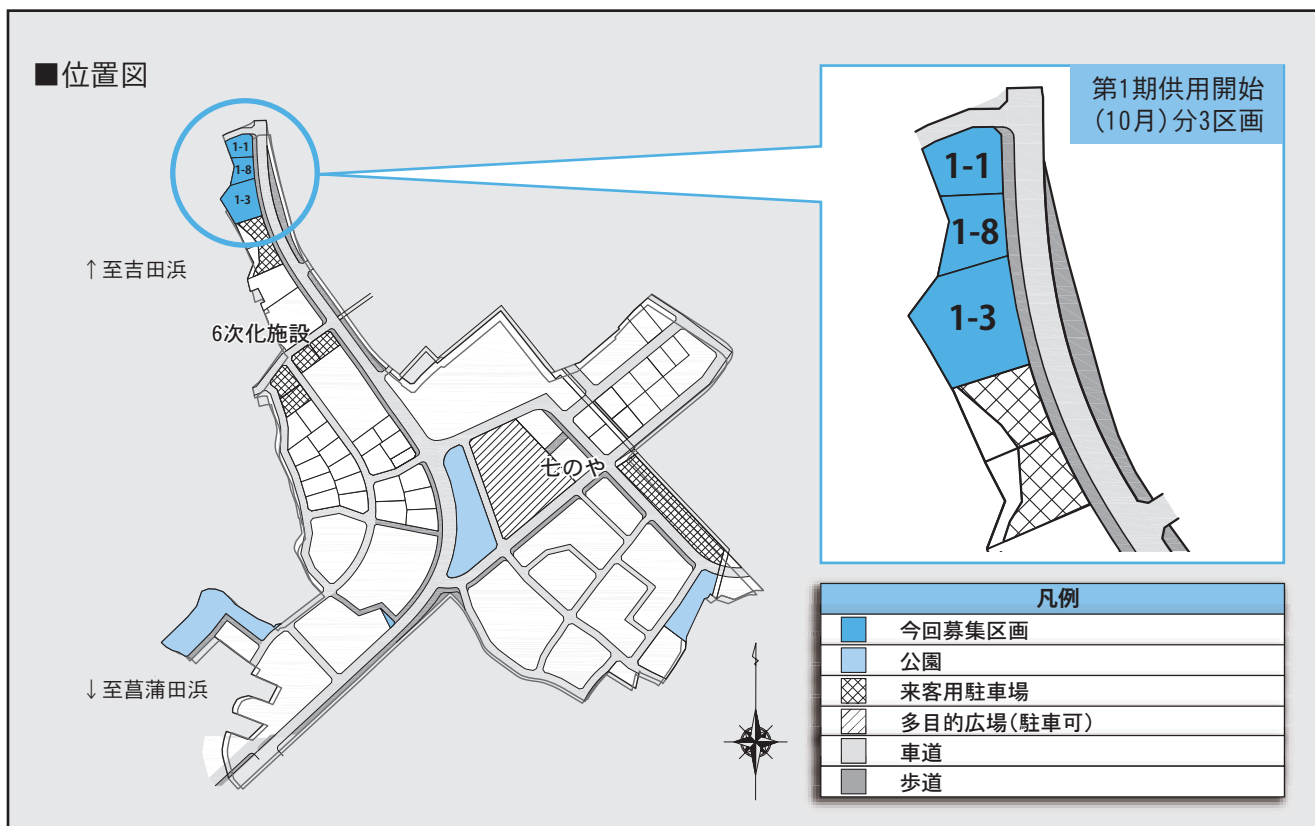 ■位置図
第1期供用開始
(10月)分3区画
1-1
1-8
1-3
↑至吉田浜
6次化施設
七のや
↓至菖蒲田浜
1-1
1-8
1-3
凡例
今回募集区画
公園
来客用駐車場
多目的広場(駐車可)
車道
歩道